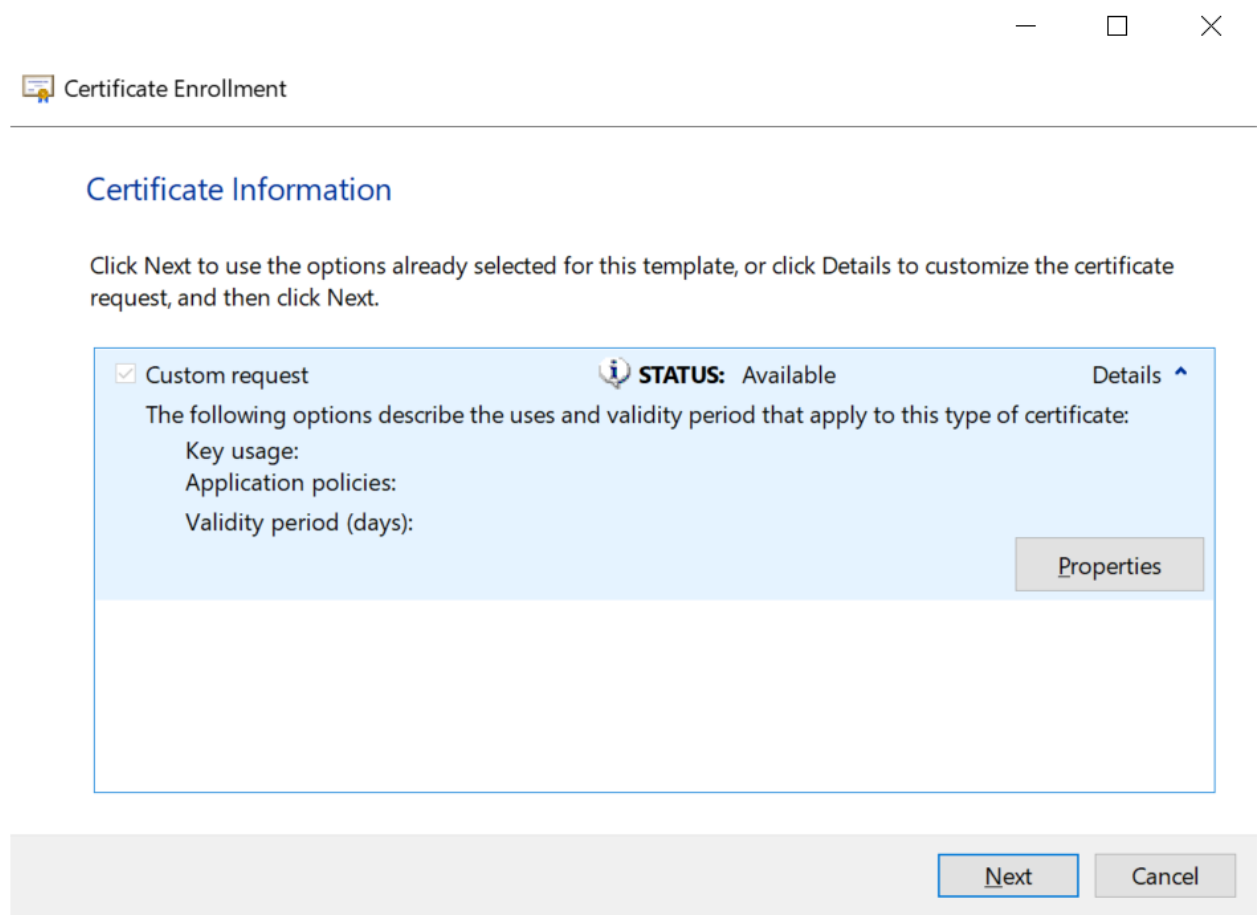 Certificate Enrollment
Certificate Information
Click Next to use the options already selected for this template, or click Details to customize the certificate
request, and then click Next.
Custom request STATUS: Available Details
The following options describe the uses and validity period that apply to this type of certificate:
Key usage:
Application policies:
Validity period (days):
Properties
Next Cancel